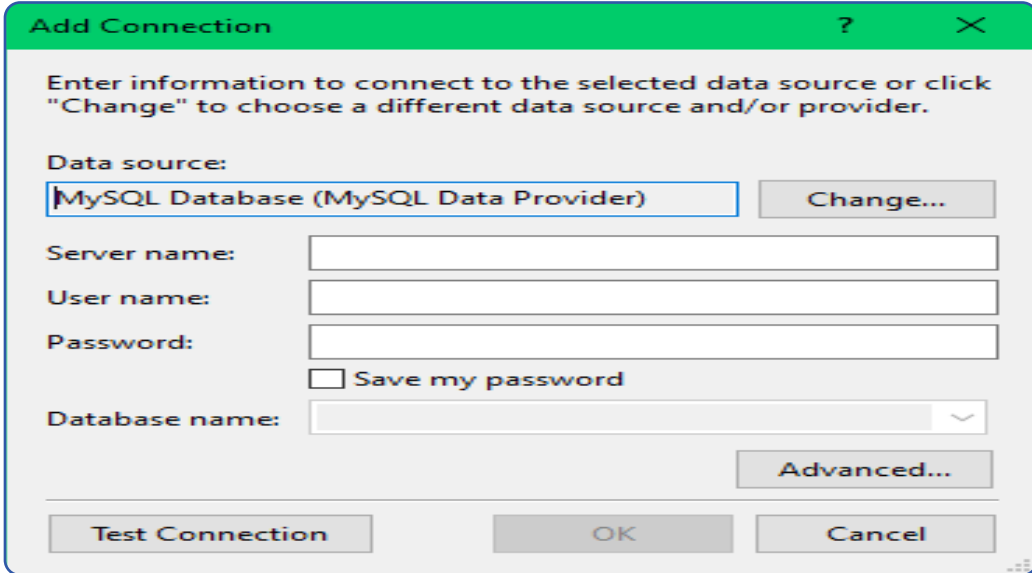 Add Connection ?
Enter information to connect to the selected data source or click
"Change" to choose a different data source and/or provider.
Data source:
MySQL Database (MySQL Data Provider) Change...
Server name:
User name:
Password:
Save my password
Database name:
Advanced...
Test Connection OK Cancel